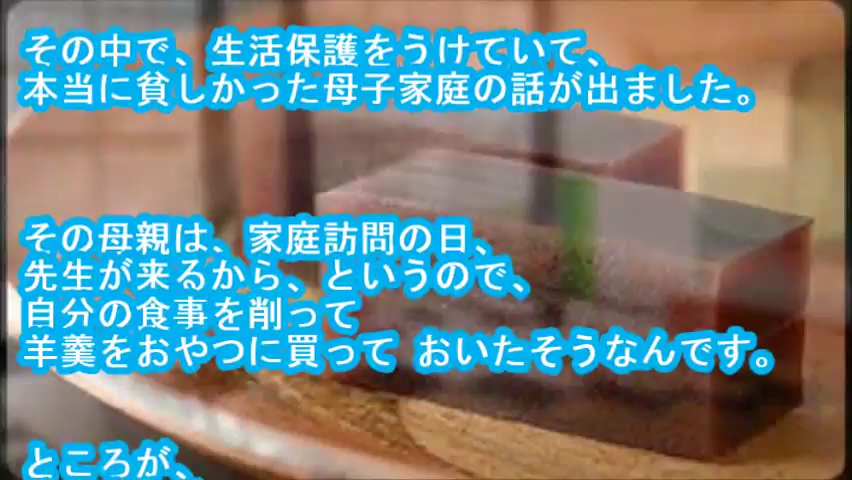 その中で、生活保護をうけていて、
本当に貧しかった母子家庭の話が出ました。
その母親は、家庭訪問の日、
先生が来るから、というので、
自分の食事を削って
羊羹をおやつに買って おいたそうなんです。
ところが、